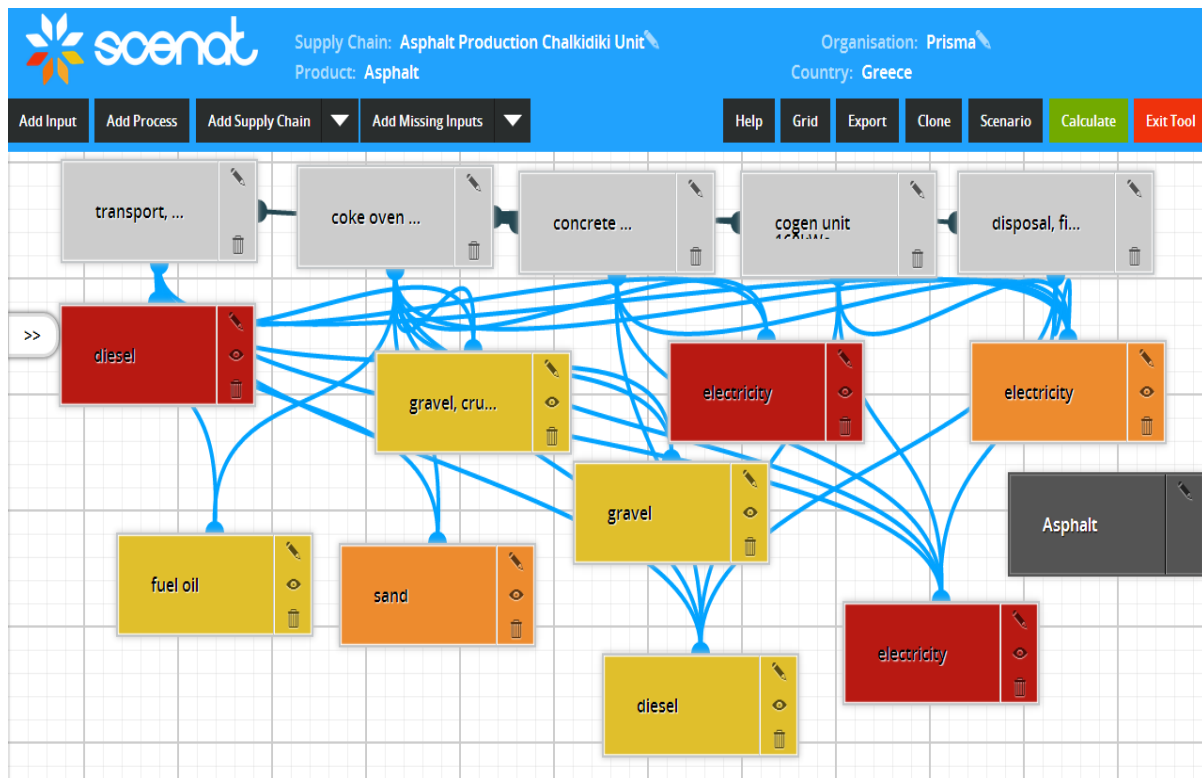 scenat
Supply Chain: Asphalt Production Chalkidiki Unit
Organisation: Prisma
Product: Asphalt
Country: Greece
Add Input
Add Process
Add Supply Chain
Add Missing Inputs
Help
Grid
Export
Clone
Scenario
Calculate
Exit Tool
transport, ...
coke oven ...
concrete ...
cogen unit
disposal, fi...
>>
diesel
gravel, cru...
electricity
electricity
gravel
Asphalt
fuel oil
sand
electricity
diesel